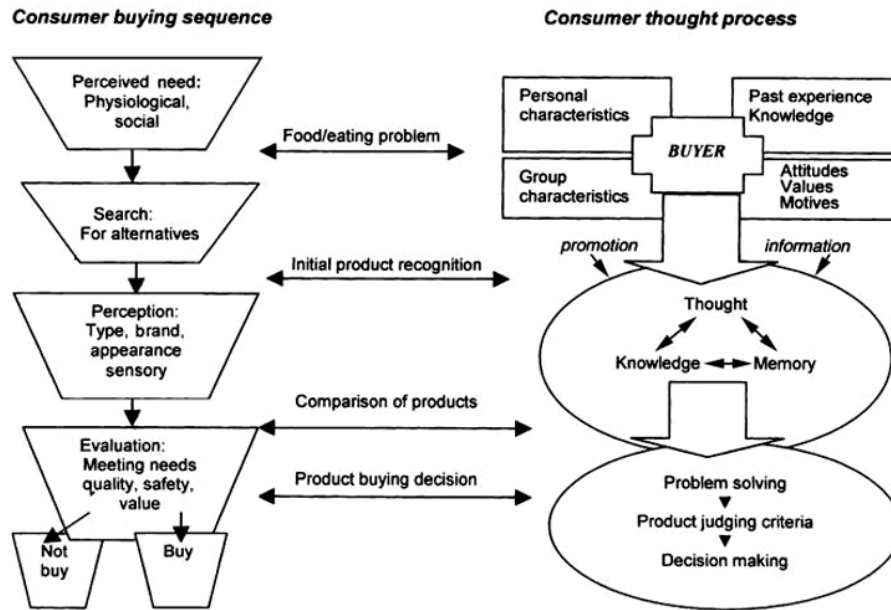 Consumer buying sequence
Consumer thought process
Perceived need:
Physiological,
social
Food/eating problem
Personal
characteristics
Past experience
Knowledge
BUYER
Group
characteristics
Attitudes
Values
Motives
Search:
For alternatives
Initial product recognition
promotion
information
Perception:
Type, brand,
appearance
sensory
Thought
Knowledge
Memory
Comparison of products
Evaluation:
Meeting needs
quality, safety,
value
Product buying decision
Not
buy
Buy
Problem solving
Product judging criteria
Decision making